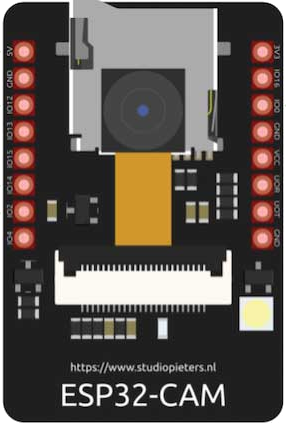 5V
GND
IO12
IO13
IO15
IO14
IO2
IO4
3V3
IO16
IO0
GND
VCC
UOR
UOT
GND
https://www.studiopieters.nl
ESP32-CAM